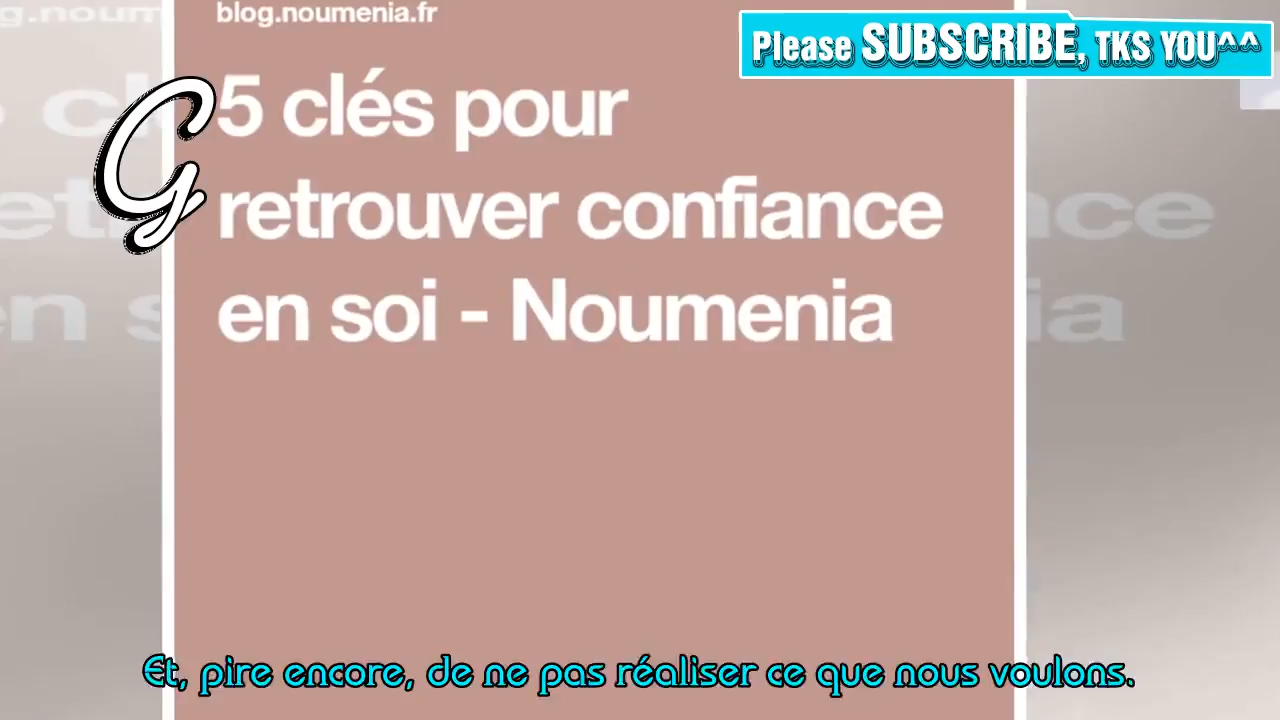 blog.noumenia.fr
Please SUBSCRIBE, TKS YOU^^
G
5 clés pour
retrouver confiance
en soi - Noumenia
Et, pire encore, de ne pas réaliser ce que nous voulons.